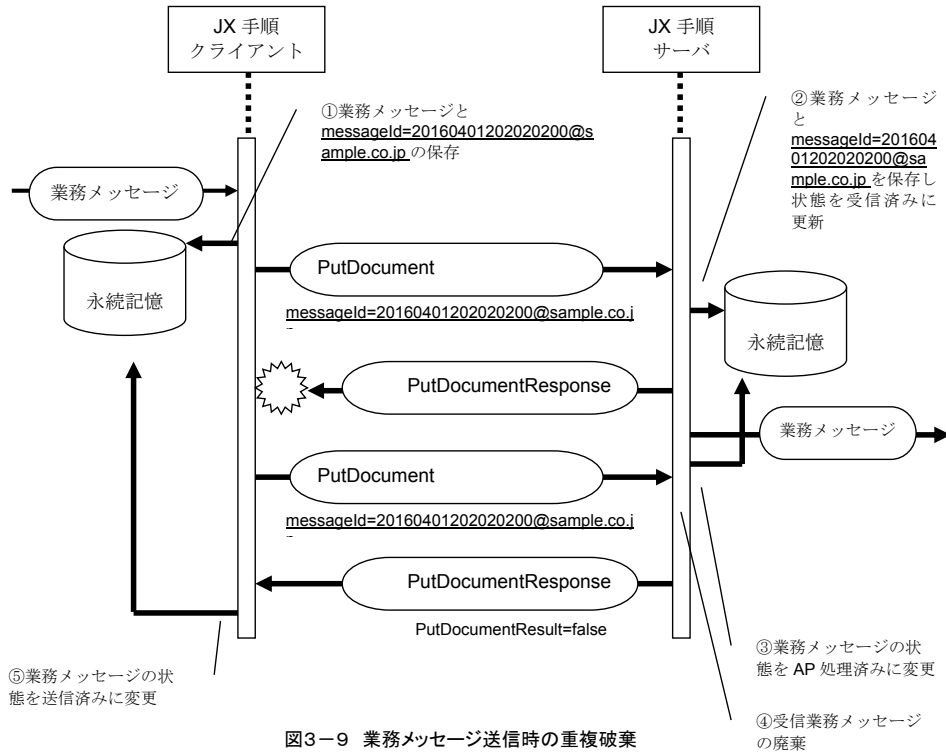 JX 手順
クライアント
JX 手順
サーバ
①業務メッセージと
messageId=20160401202020200@s
ample.co.jp の保存
②業務メッセージ
と
messageId=201604
01202020200@sa
mple.co.jp を保存し
状態を受信済みに
更新
業務メッセージ
永続記憶
PutDocument
messageId=20160401202020200@sample.co.j
永続記憶
PutDocumentResponse
業務メッセージ
PutDocument
messageId=20160401202020200@sample.co.j
PutDocumentResponse
PutDocumentResult=false
③業務メッセージの状
態を AP 処理済みに変更
⑤業務メッセージの状
態を送信済みに変更
④受信業務メッセージ
の廃棄
図3－9 業務メッセージ送信時の重複破棄